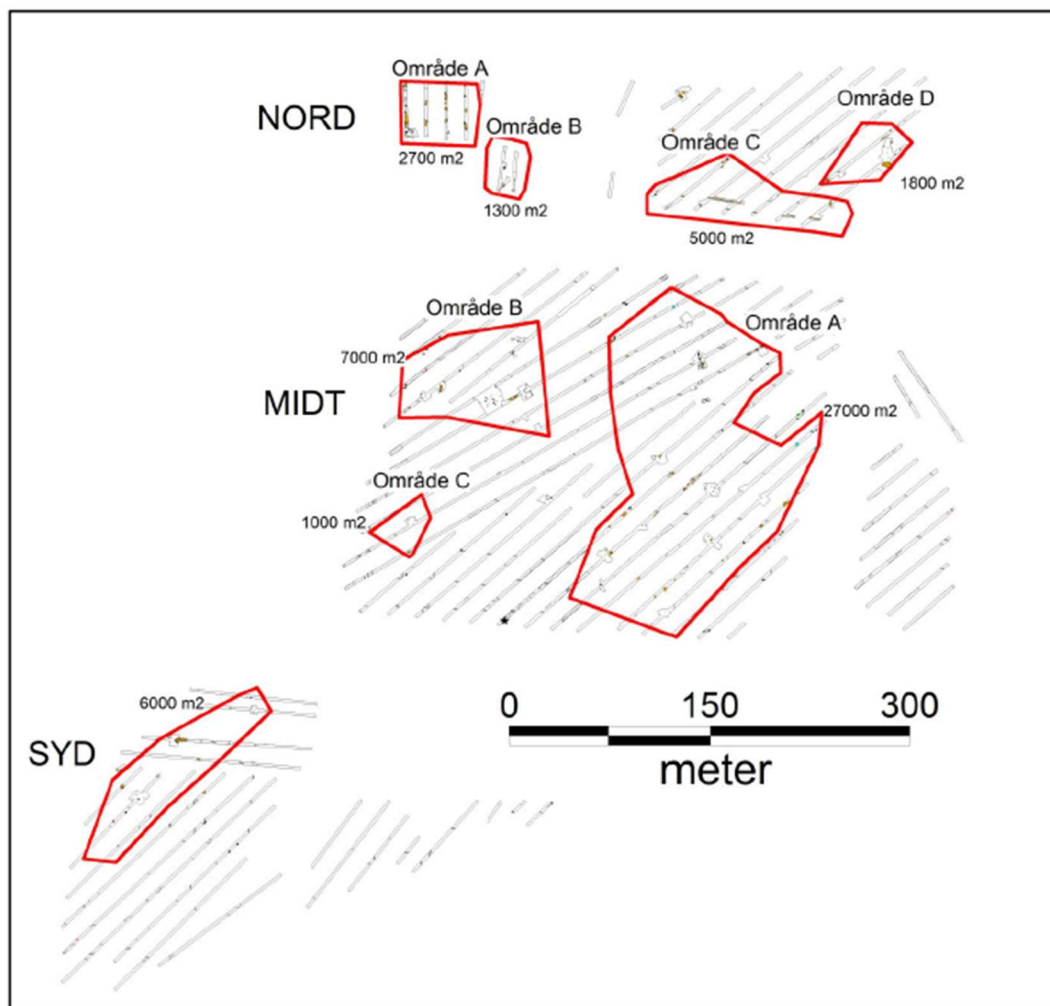 NORD
Område A
2700 m2
Område B
1300 m2
Område C
5000 m2
Område D
1800 m2
MIDT
Område B
7000 m2
Område A
27000 m2
Område C
1000 m2
SYD
6000 m2
0 150 300
meter